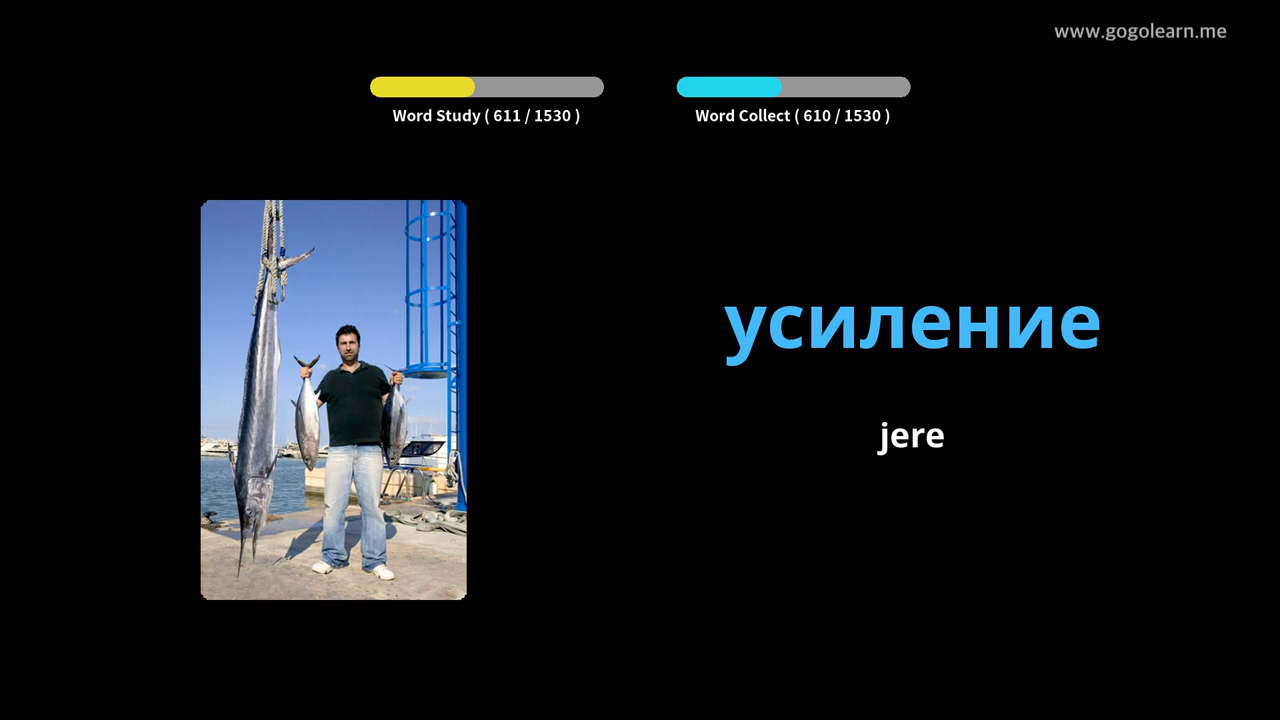 www.gogolearn.me
Word Study ( 611 / 1530 )
Word Collect ( 610 / 1530 )
усиление
jere